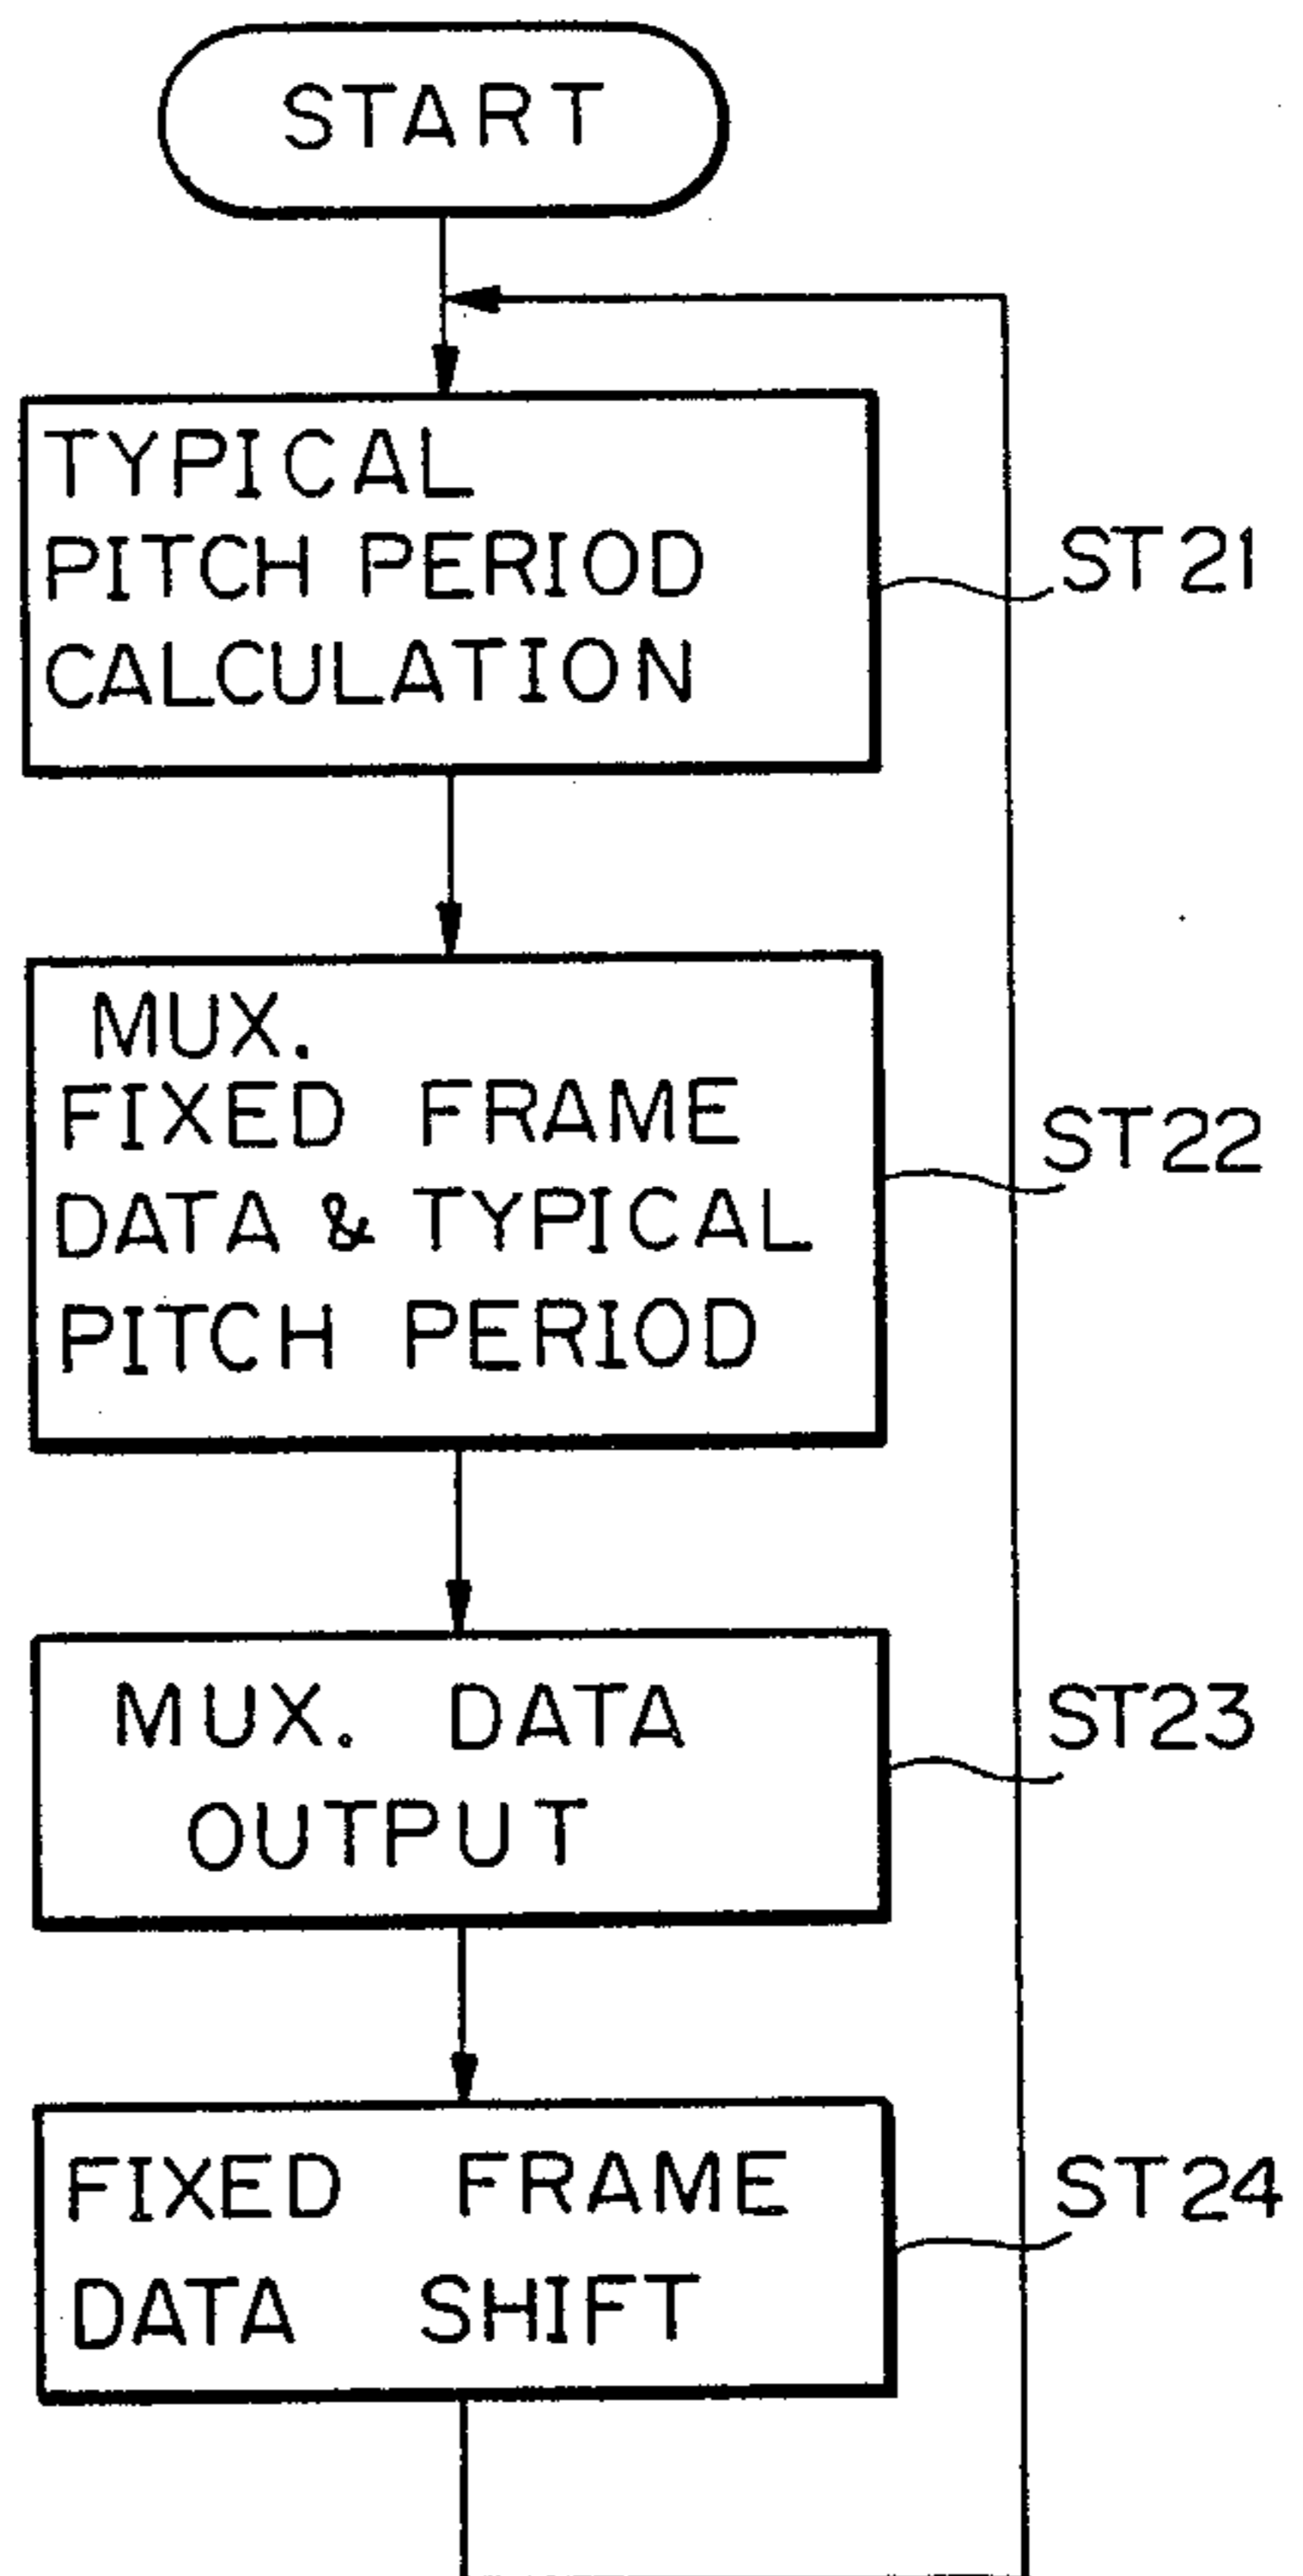 START
TYPICAL
PITCH PERIOD
CALCULATION
ST21
MUX.
FIXED FRAME
DATA & TYPICAL
PITCH PERIOD
ST22
MUX. DATA
OUTPUT
ST23
FIXED FRAME
DATA SHIFT
ST24